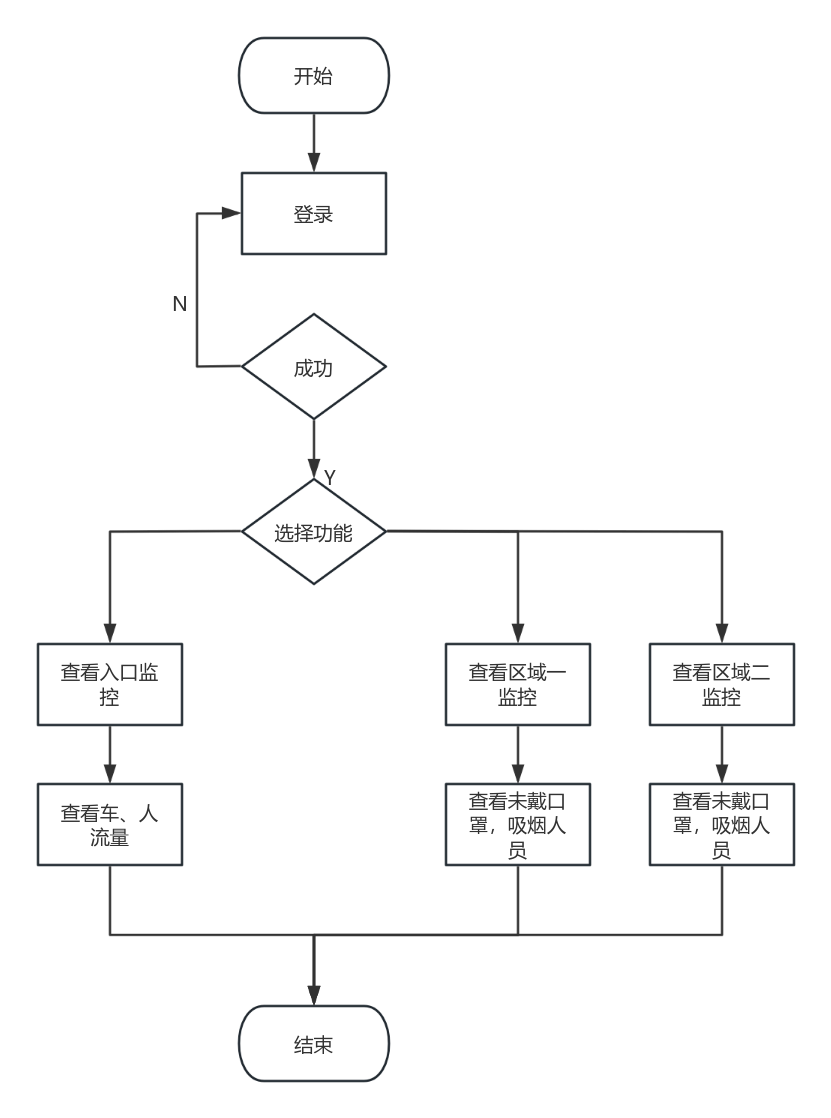 开始
登录
N
成功
Y
选择功能
查看入口监
控
查看区域一
监控
查看区域二
监控
查看车、人
流量
查看未戴口
罩，吸烟人
员
查看未戴口
罩，吸烟人
员
结束